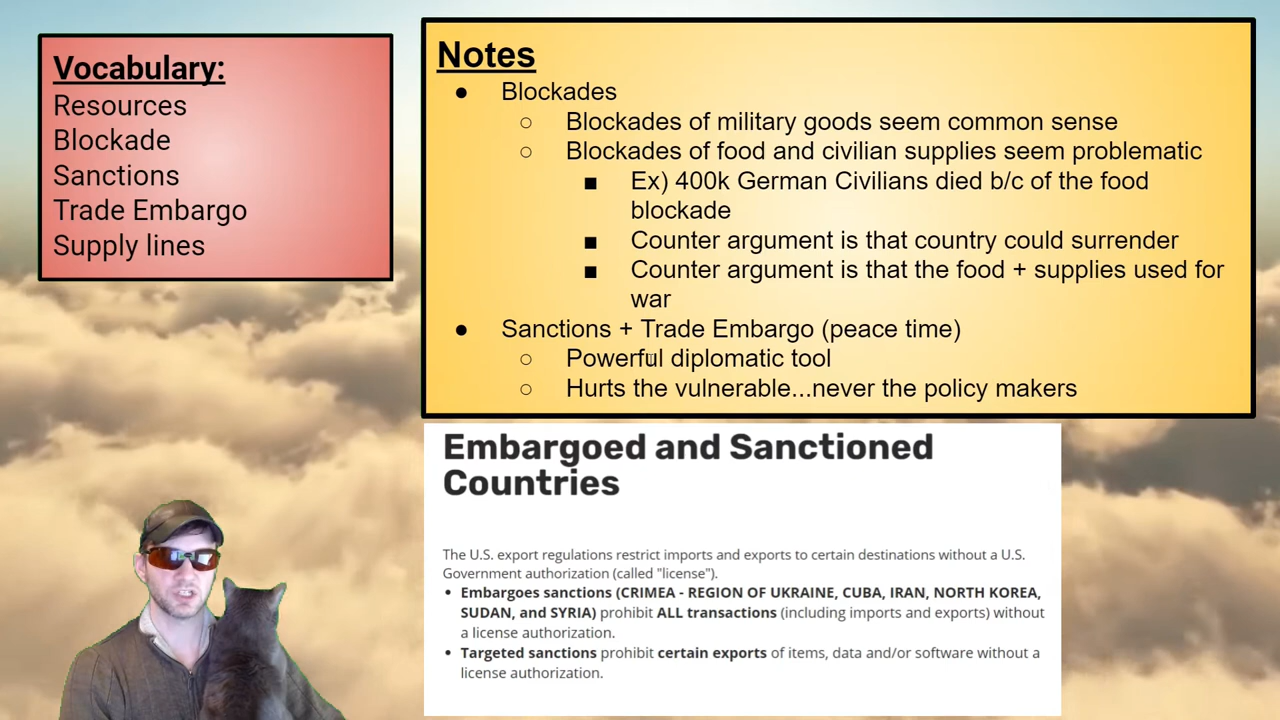 Vocabulary:
Resources
Blockade
Sanctions
Trade Embargo
Supply lines
Notes
● Blockades
○ Blockades of military goods seem common sense
○ Blockades of food and civilian supplies seem problematic
■ Ex) 400k German Civilians died b/c of the food
blockade
■ Counter argument is that country could surrender
■ Counter argument is that the food + supplies used for
war
● Sanctions + Trade Embargo (peace time)
○ Powerful diplomatic tool
○ Hurts the vulnerable...never the policy makers
Embargoed and Sanctioned
Countries
The U.S. export regulations restrict imports and exports to certain destinations without a U.S.
Government authorization (called "license").
• Embargoes sanctions (CRIMEA - REGION OF UKRAINE, CUBA, IRAN, NORTH KOREA,
SUDAN, and SYRIA) prohibit ALL transactions (including imports and exports) without
a license authorization.
• Targeted sanctions prohibit certain exports of items, data and/or software without a
license authorization.